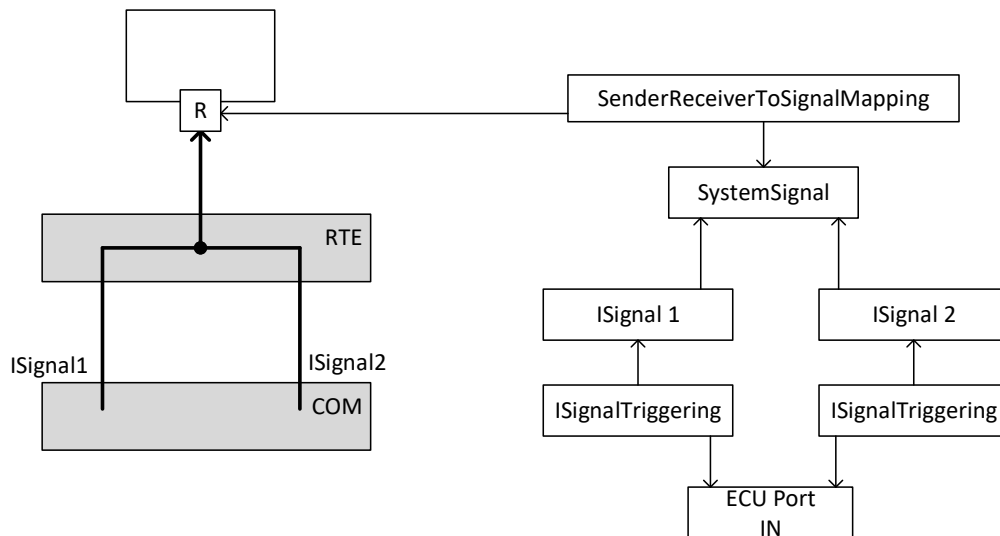 R
SenderReceiverToSignalMapping
SystemSignal
RTE
ISignal 1
ISignal 2
ISignal1
ISignal2
COM
ISignalTriggering
ISignalTriggering
ECU Port
IN